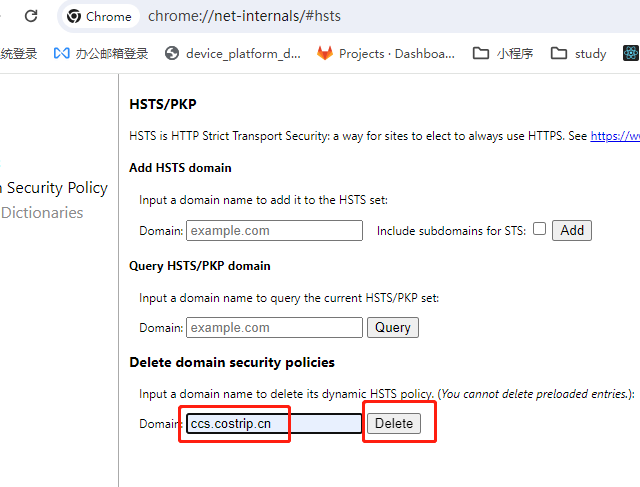 Chrome chrome://net-internals/#hsts
统登录 办公邮箱登录 device_platform_d... Projects · Dashboa... 小程序 study
HSTS/PKP
HSTS is HTTP Strict Transport Security: a way for sites to elect to always use HTTPS. See https://w
Add HSTS domain
Security Policy
Input a domain name to add it to the HSTS set:
Dictionaries
Domain: example.com Include subdomains for STS: Add
Query HSTS/PKP domain
Input a domain name to query the current HSTS/PKP set:
Domain: example.com Query
Delete domain security policies
Input a domain name to delete its dynamic HSTS policy. (You cannot delete preloaded entries.):
Domain: ccs.costrip.cn Delete